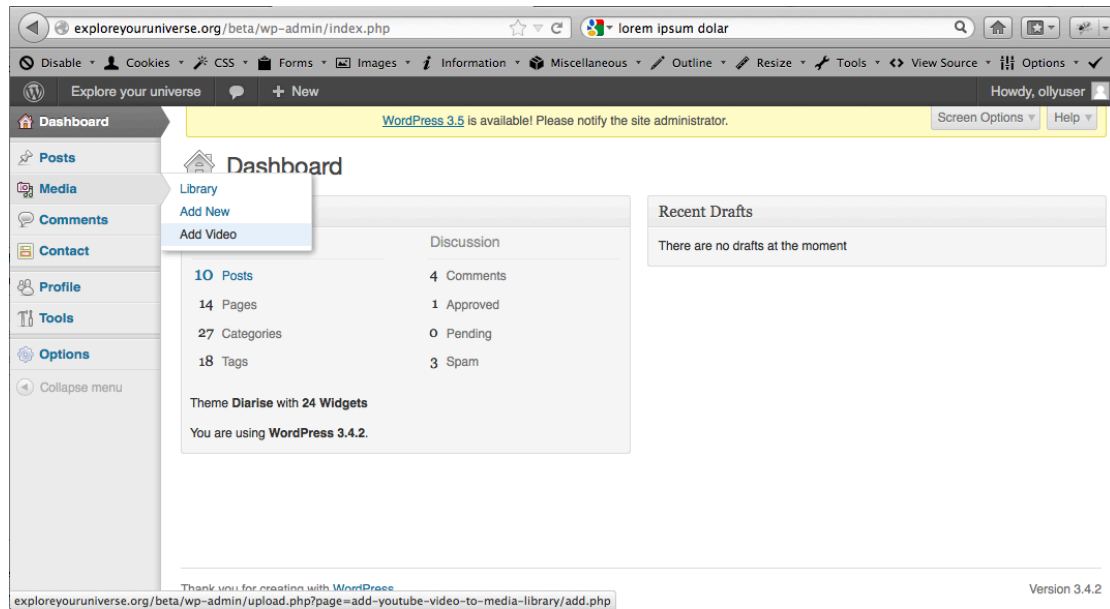 exploreyouruniverse.org/beta/wp-admin/index.php lorem ipsum dolar
Disable Cookies CSS Forms Images Information Miscellaneous Outline Resize Tools View Source Options
Explore your universe + New Howdy, ollyuser
Dashboard
WordPress 3.5 is available! Please notify the site administrator.
Screen Options Help
Posts
Media
Comments
Contact
Profile
Tools
Options
Collapse menu
Dashboard
Library
Add New
Add Video
Discussion
10 Posts 4 Comments
14 Pages 1 Approved
27 Categories 0 Pending
18 Tags 3 Spam
Theme Diarise with 24 Widgets
You are using WordPress 3.4.2.
Recent Drafts
There are no drafts at the moment
Thank you for creating with WordPress
Version 3.4.2
exploreyouruniverse.org/beta/wp-admin/upload.php?page=add-youtube-video-to-media-library/add.php